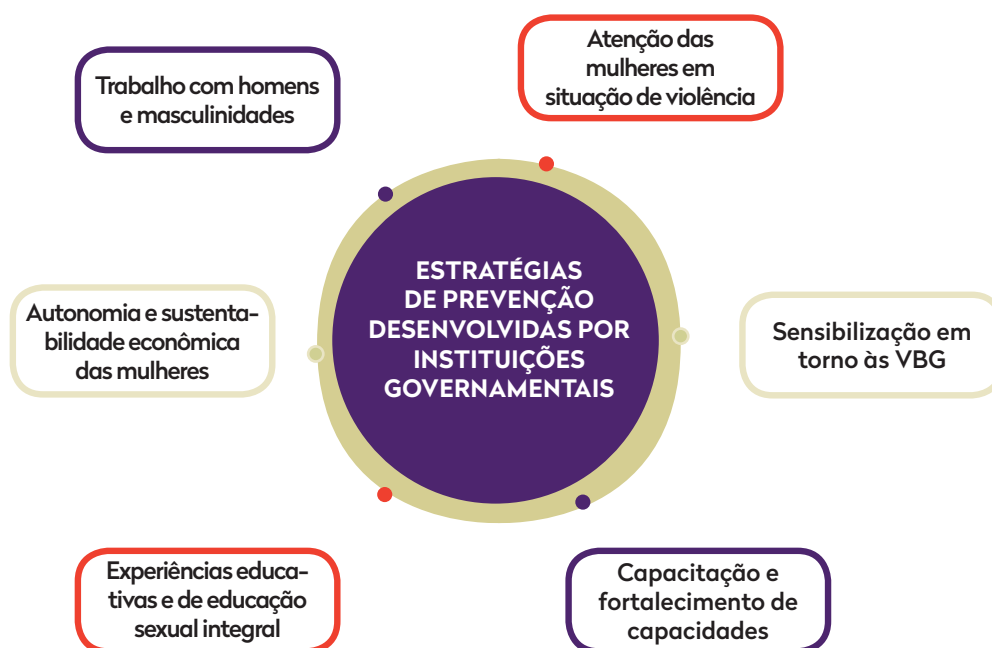 Atenção das
mulheres em
situação de violência
Trabalho com homens
e masculinidades
ESTRATÉGIAS
DE PREVENÇÃO
DESENVOLVIDAS POR
INSTITUIÇÕES
GOVERNAMENTAIS
Autonomia e sustenta-
bilidade econômica
das mulheres
Sensibilização em
torno às VBG
Experiências educa-
tivas e de educação
sexual integral
Capacitação e
fortalecimento de
capacidades